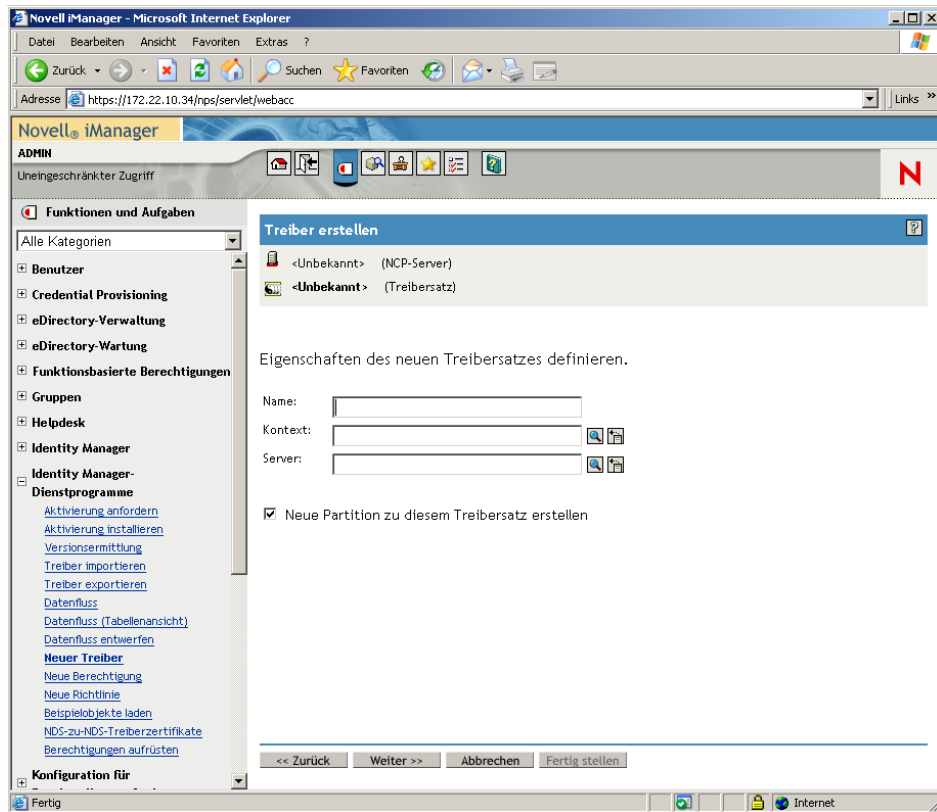 Novell iManager - Microsoft Internet Explorer
Datei Bearbeiten Ansicht Favoriten Extras ?
Zurück Suchen Favoriten
Adresse https://172.22.10.34/nps/servlet/webacc Links »
Novell® iManager
ADMIN
Uneingeschränkter Zugriff
N
Funktionen und Aufgaben
Alle Kategorien
Benutzer
Credential Provisioning
eDirectory-Verwaltung
eDirectory-Wartung
Funktionsbasierte Berechtigungen
Gruppen
Helpdesk
Identity Manager
Identity Manager-
Dienstprogramme
Aktivierung anfordern
Aktivierung installieren
Versionsermittlung
Treiber importieren
Treiber exportieren
Datenfluss
Datenfluss (Tabellenansicht)
Datenfluss entwerfen
Neuer Treiber
Neue Berechtigung
Neue Richtlinie
Beispielobjekte laden
NDS-zu-NDS-Treiberzertifikate
Berechtigungen aufrüsten
Konfiguration für
Treiber erstellen ?
<Unbekannt> (NCP-Server)
<Unbekannt> (Treibersatz)
Eigenschaften des neuen Treibersatzes definieren.
Name:
Kontext:
Server:
Neue Partition zu diesem Treibersatz erstellen
<< Zurück Weiter >> Abbrechen Fertig stellen
Fertig Internet